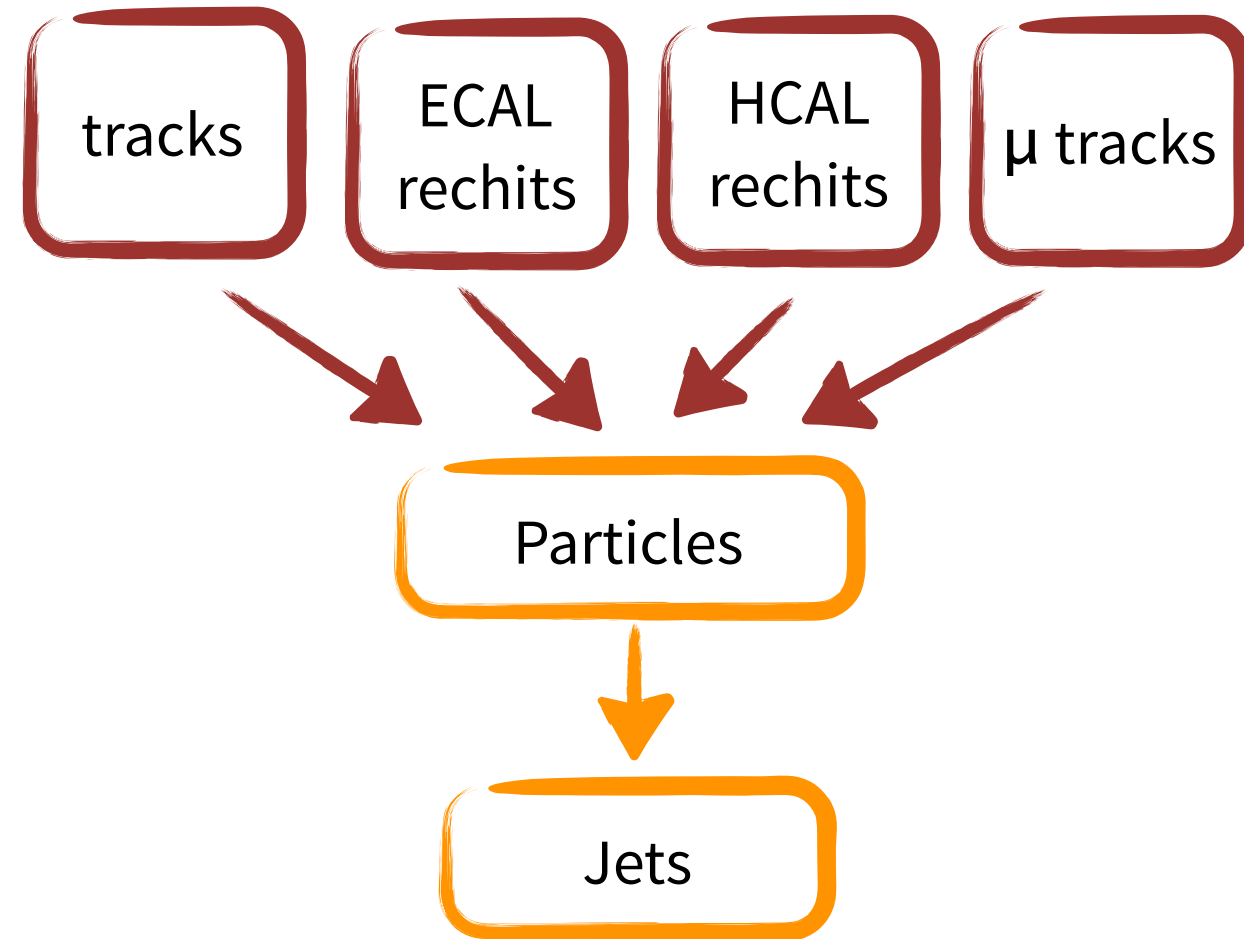 tracks
ECAL
rechits
HCAL
rechits
μ tracks
Particles
Jets